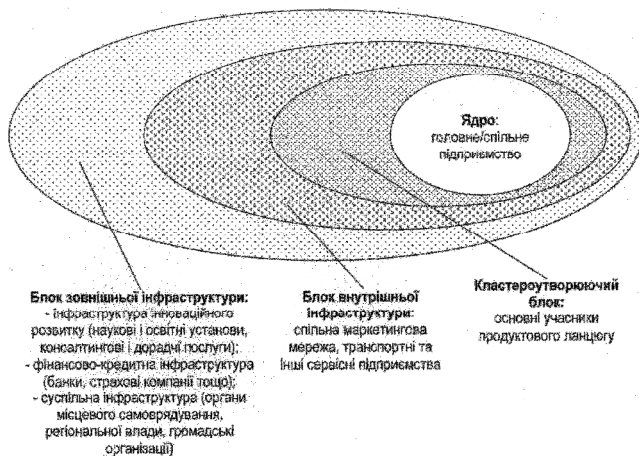 Ядро:
головне/спільне
підприємство
Блок зовнішньої інфраструктури:
- інфраструктура інноваційного
розвитку (наукові і освітні установи,
консалтингові і дорадчі послуги);
- фінансово-кредитна інфраструктура
(банки, страхові компанії тощо);
- суспільна інфраструктура (органи
місцевого самоврядування,
регіональної влади, громадські
організації)
Блок внутрішньої
інфраструктури:
спільна маркетингова
мережа, транспортні та
інші сервісні підприємства
Кластероутворюючий
блок:
основні учасники
продуктового ланцюгу